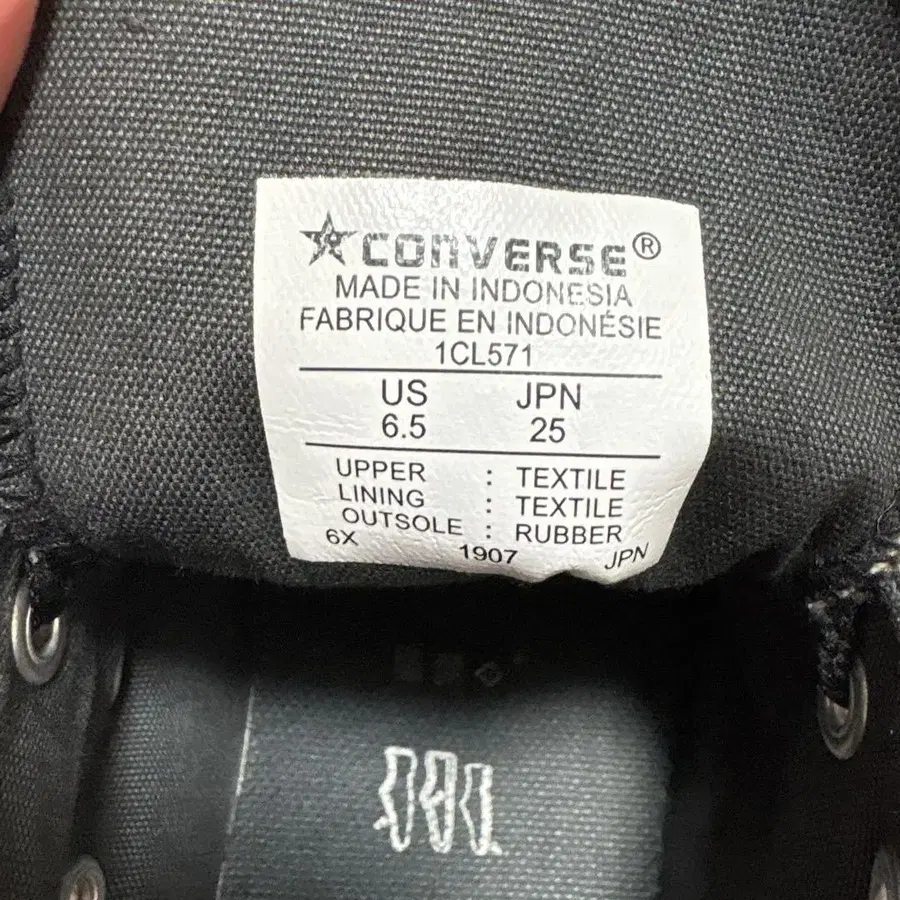 CONVERSE®
MADE IN INDONESIA
FABRIQUE EN INDONÉSIE
1CL571
US JPN
6.5 25
UPPER : TEXTILE
LINING : TEXTILE
OUTSOLE : RUBBER
6X 1907 JPN